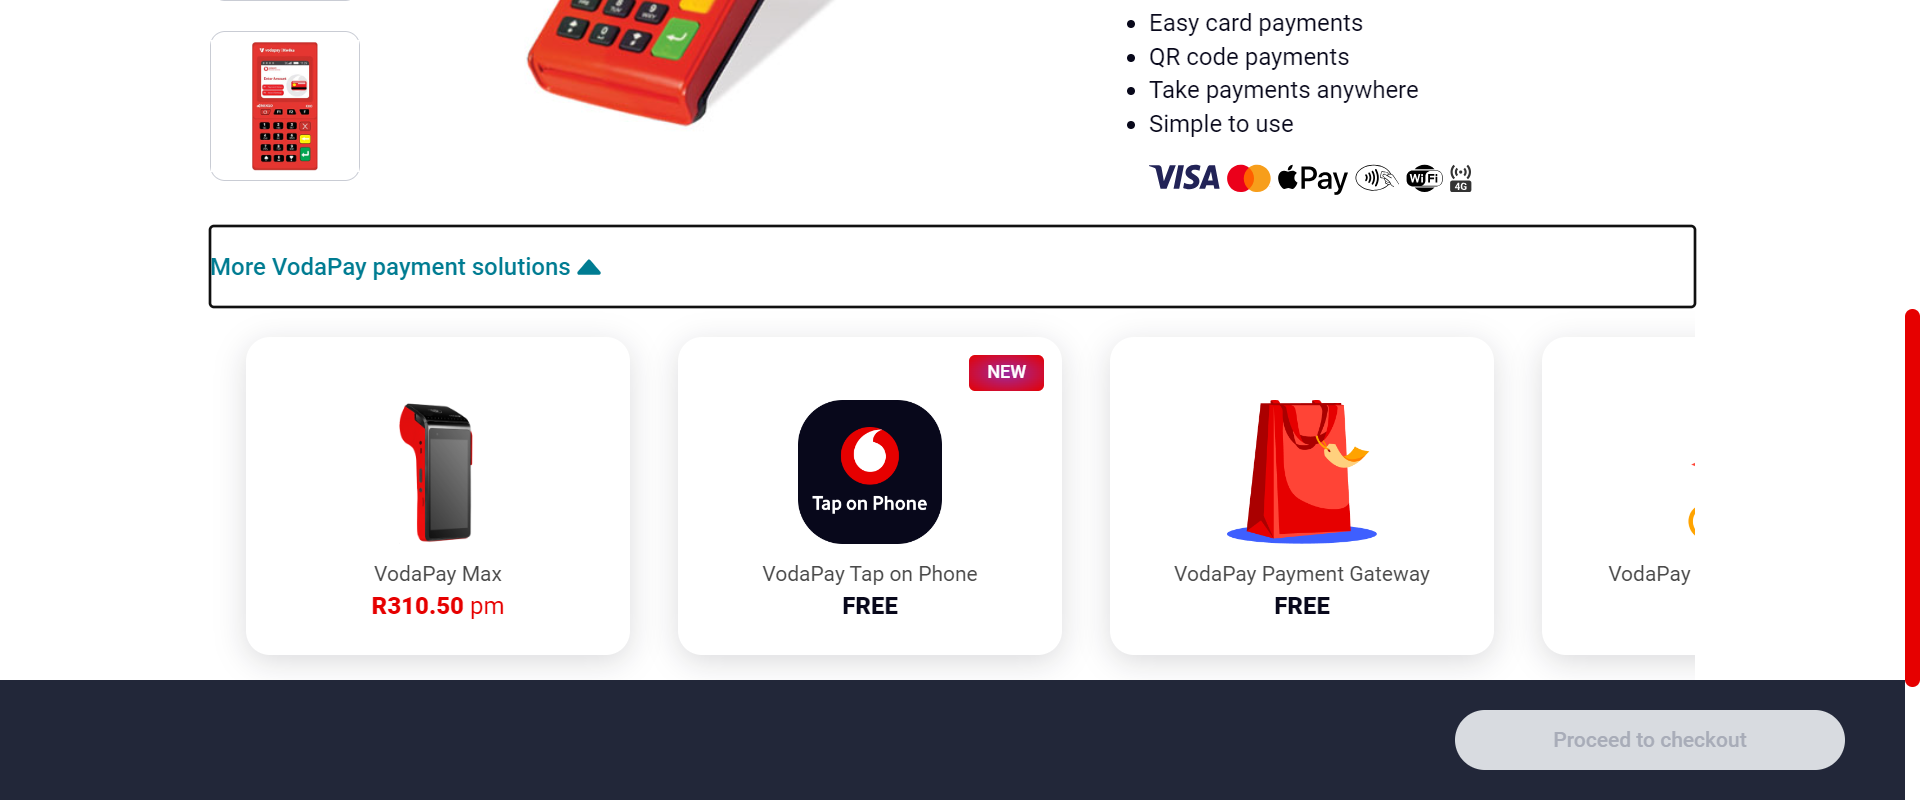 Easy card payments
QR code payments
Take payments anywhere
Simple to use
VISA Pay WiFi 4G
More VodaPay payment solutions
NEW
Tap on Phone
VodaPay Max
R310.50 pm
VodaPay Tap on Phone
FREE
VodaPay Payment Gateway
FREE
VodaPay
Proceed to checkout